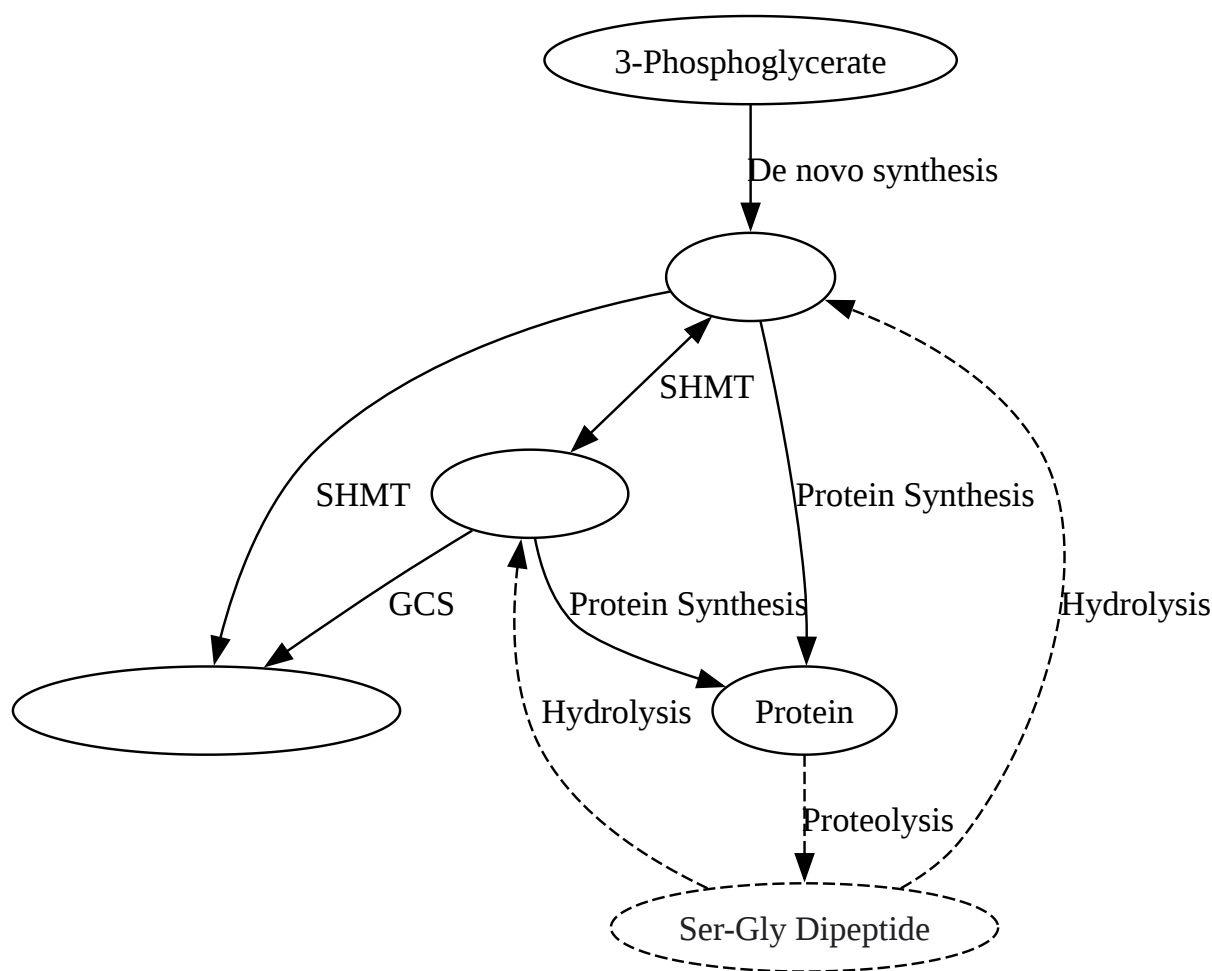 3-Phosphoglycerate
De novo synthesis
SHMT
SHMT
Protein Synthesis
GCS
Protein Synthesis
Hydrolysis
Hydrolysis
Protein
Proteolysis
Ser-Gly Dipeptide